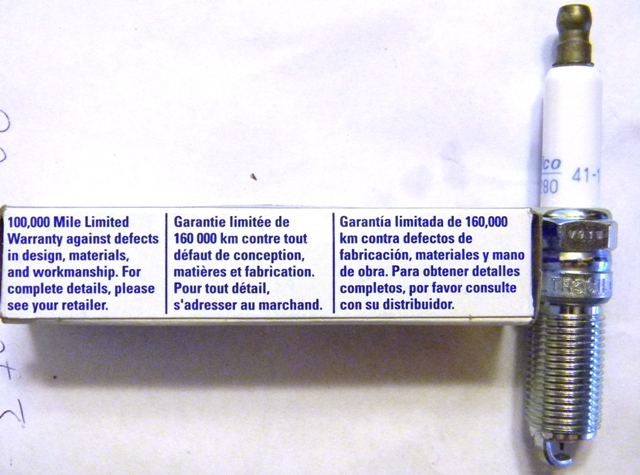 100,000 Mile Limited
Warranty against defects
in design, materials,
and workmanship. For
complete details, please
see your retailer.
Garantie limitée de
160 000 km contre tout
défaut de conception,
matières et fabrication.
Pour tout détail,
s'adresser au marchand.
Garantía limitada de 160,000
km contra defectos de
fabricación, materiales y mano
de obra. Para obtener detalles
completos, por favor consulte
con su distribuidor.
lco
41-1